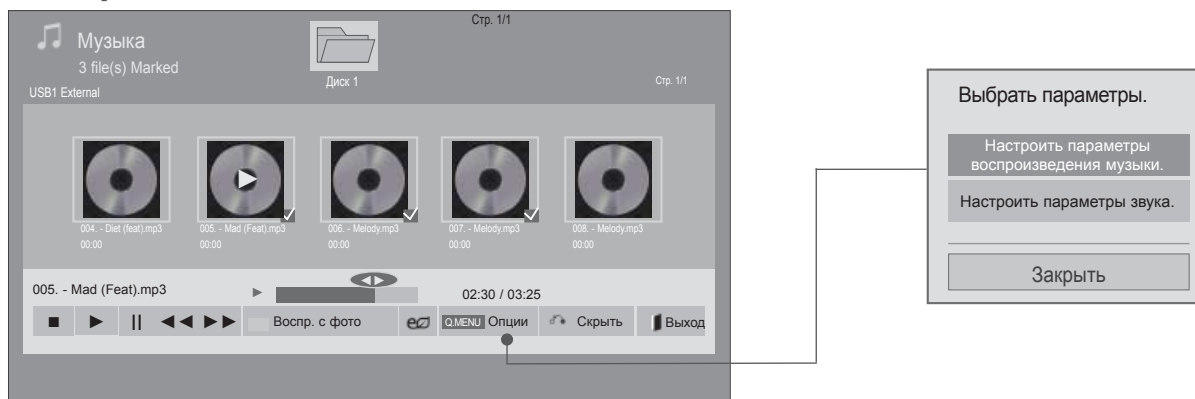 Стр. 1/1
Музыка
3 file(s) Marked
Диск 1
Стр. 1/1
USB1 External
004. - Diet (feat).mp3
00:00
005. - Mad (Feat).mp3
00:00
006. - Melody.mp3
00:00
007. - Melody.mp3
00:00
008. - Melody.mp3
00:00
005. - Mad (Feat).mp3
02:30 / 03:25
Воспр. с фото
Q.MENU Опции
Скрыть
Выход
Выбрать параметры.
Настроить параметры
воспроизведения музыки.
Настроить параметры звука.
Закрыть